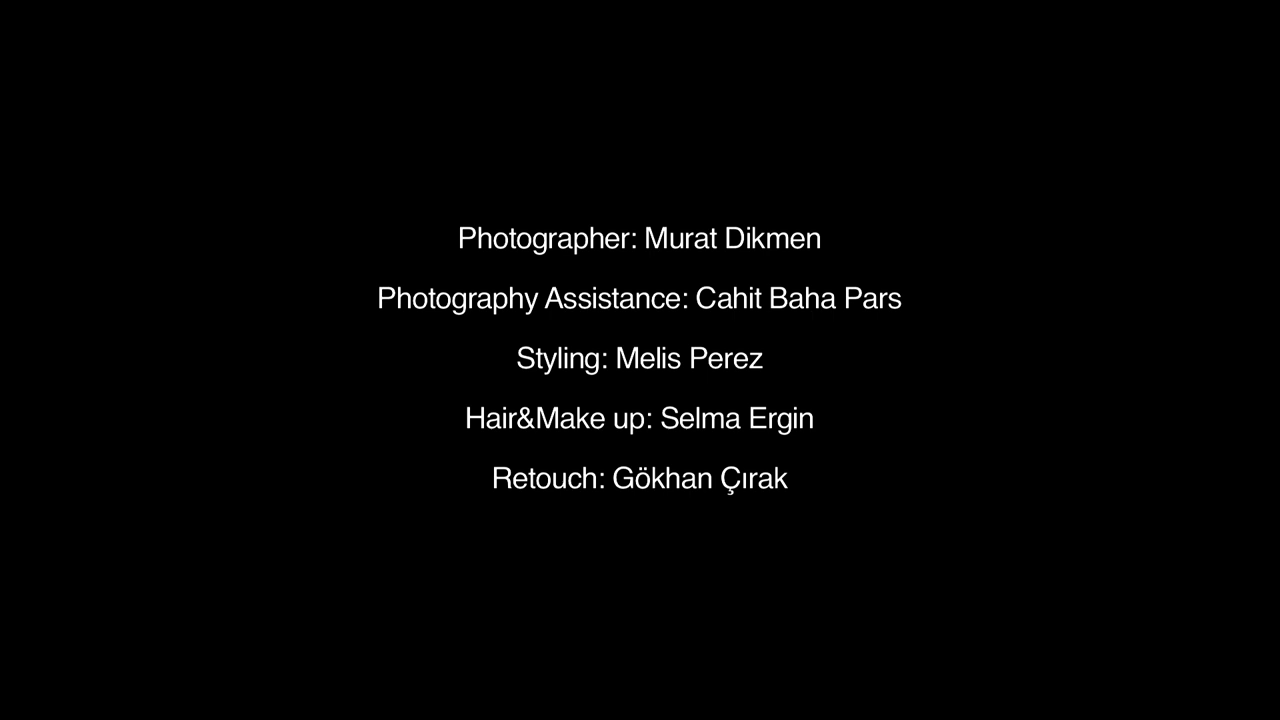 Photographer: Murat Dikmen
Photography Assistance: Cahit Baha Pars
Styling: Melis Perez
Hair&Make up: Selma Ergin
Retouch: Gökhan Çırak